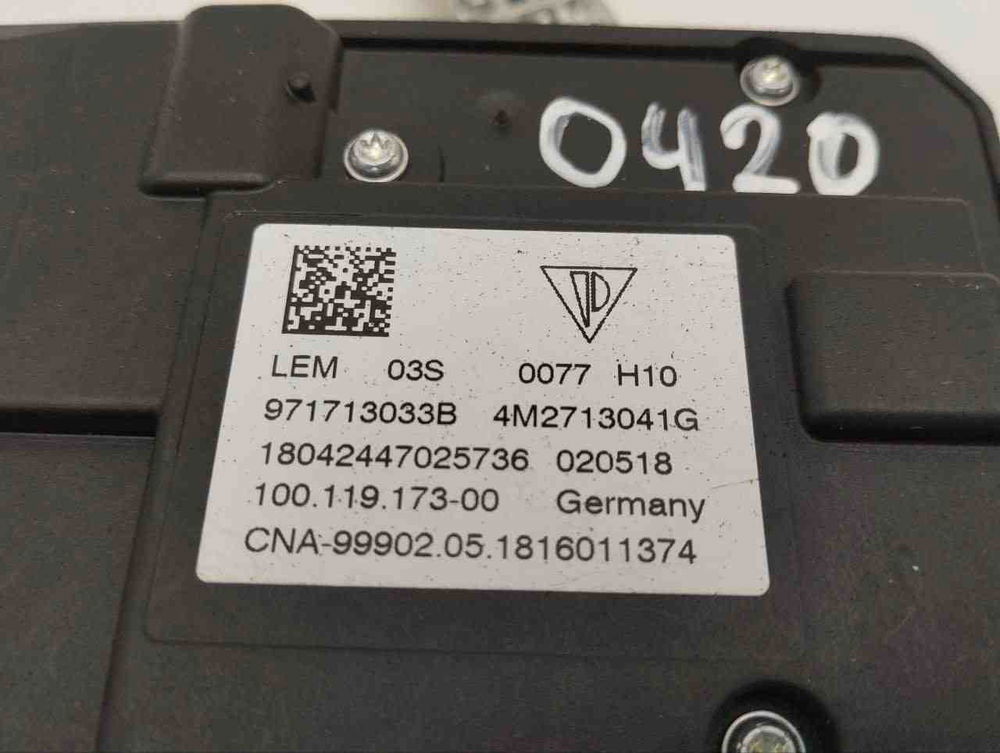 0420
LEM 03S 0077 H10
971713033B 4M2713041G
18042447025736 020518
100.119.173-00 Germany
CNA-99902.05.1816011374